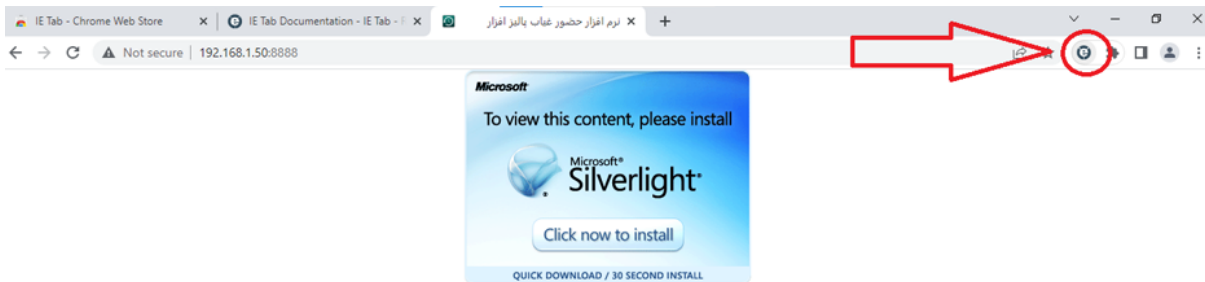 IE Tab - Chrome Web Store
IE Tab Documentation - IE Tab - F
نرم افزار حضور غیاب پالیز افزار
Not secure
192.168.1.50:8888
Microsoft
To view this content, please install
Microsoft®
Silverlight®
Click now to install
QUICK DOWNLOAD / 30 SECOND INSTALL